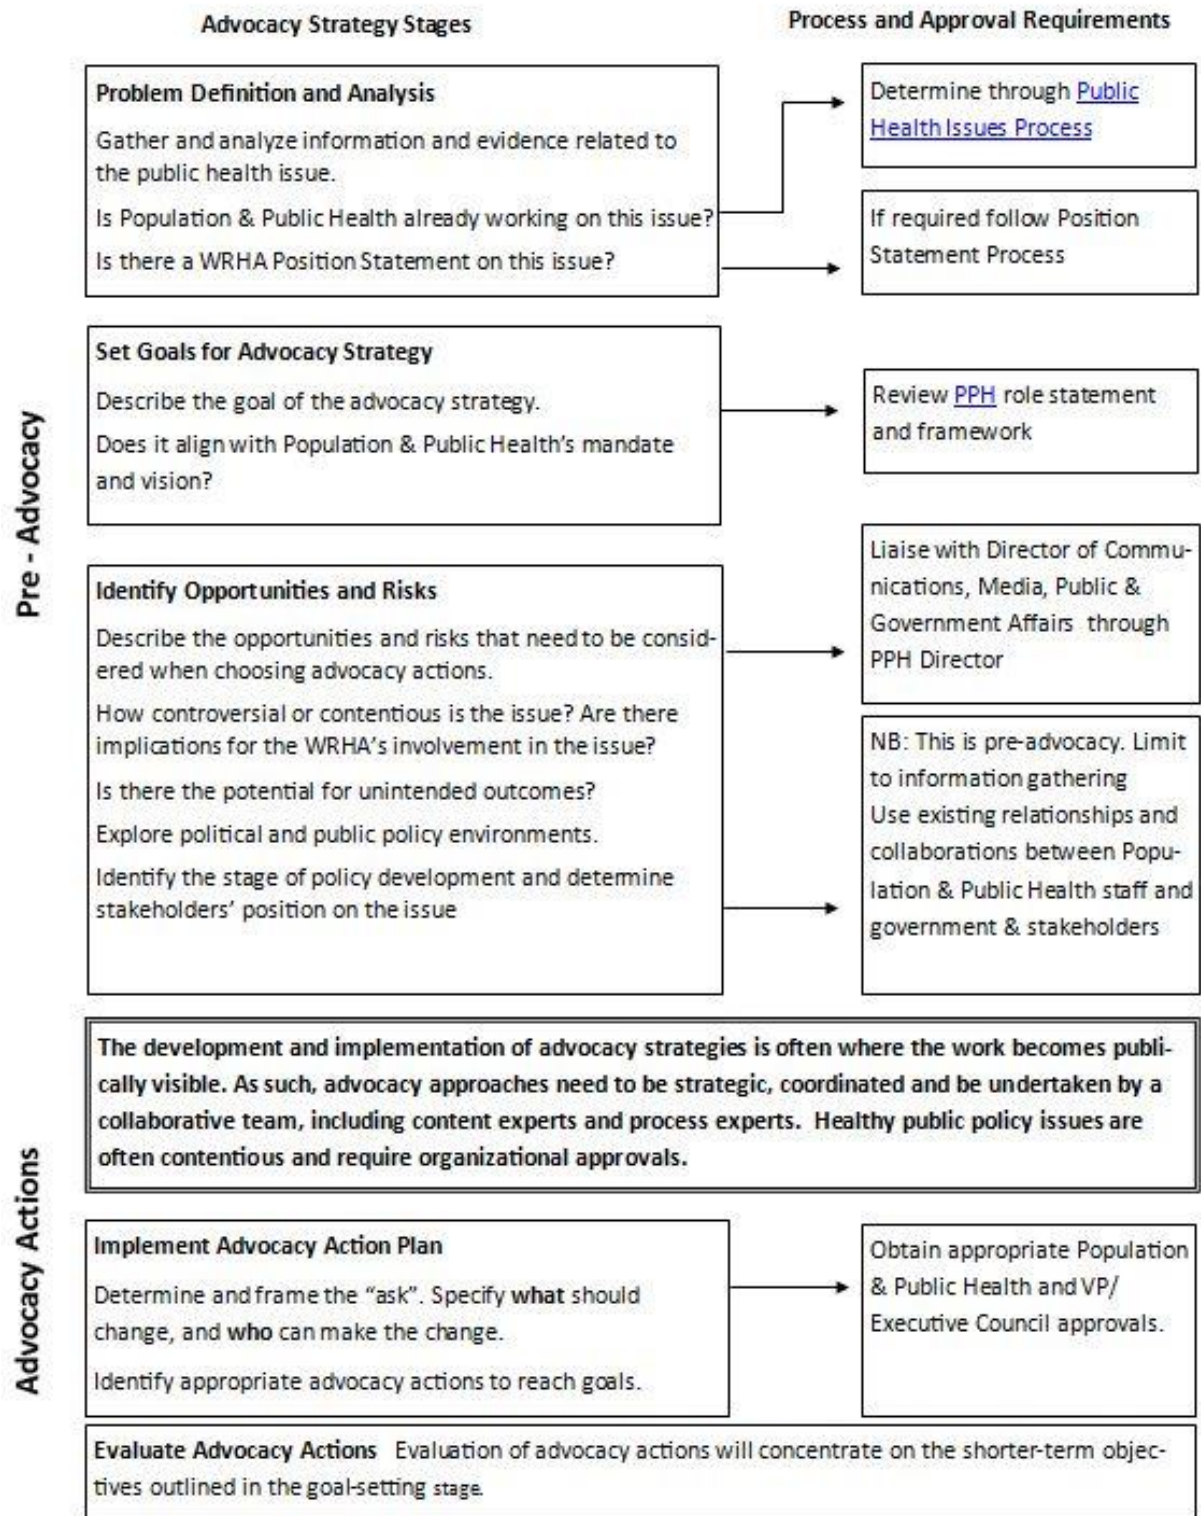 Advocacy Strategy Stages
Process and Approval Requirements
Pre - Advocacy
Problem Definition and Analysis
Gather and analyze information and evidence related to
the public health issue.
Is Population & Public Health already working on this issue?
Is there a WRHA Position Statement on this issue?
Determine through Public
Health Issues Process
If required follow Position
Statement Process
Set Goals for Advocacy Strategy
Describe the goal of the advocacy strategy.
Does it align with Population & Public Health's mandate
and vision?
Review PPH role statement
and framework
Identify Opportunities and Risks
Describe the opportunities and risks that need to be consid-
ered when choosing advocacy actions.
How controversial or contentious is the issue? Are there
implications for the WRHA's involvement in the issue?
Is there the potential for unintended outcomes?
Explore political and public policy environments.
Identify the stage of policy development and determine
stakeholders' position on the issue
Liaise with Director of Commu-
nications, Media, Public &
Government Affairs through
PPH Director
NB: This is pre-advocacy. Limit
to information gathering
Use existing relationships and
collaborations between Popu-
lation & Public Health staff and
government & stakeholders
Advocacy Actions
The development and implementation of advocacy strategies is often where the work becomes publi-
cally visible. As such, advocacy approaches need to be strategic, coordinated and be undertaken by a
collaborative team, including content experts and process experts. Healthy public policy issues are
often contentious and require organizational approvals.
Implement Advocacy Action Plan
Determine and frame the "ask". Specify what should
change, and who can make the change.
Identify appropriate advocacy actions to reach goals.
Obtain appropriate Population
& Public Health and VP/
Executive Council approvals.
Evaluate Advocacy Actions Evaluation of advocacy actions will concentrate on the shorter-term objec-
tives outlined in the goal-setting stage.